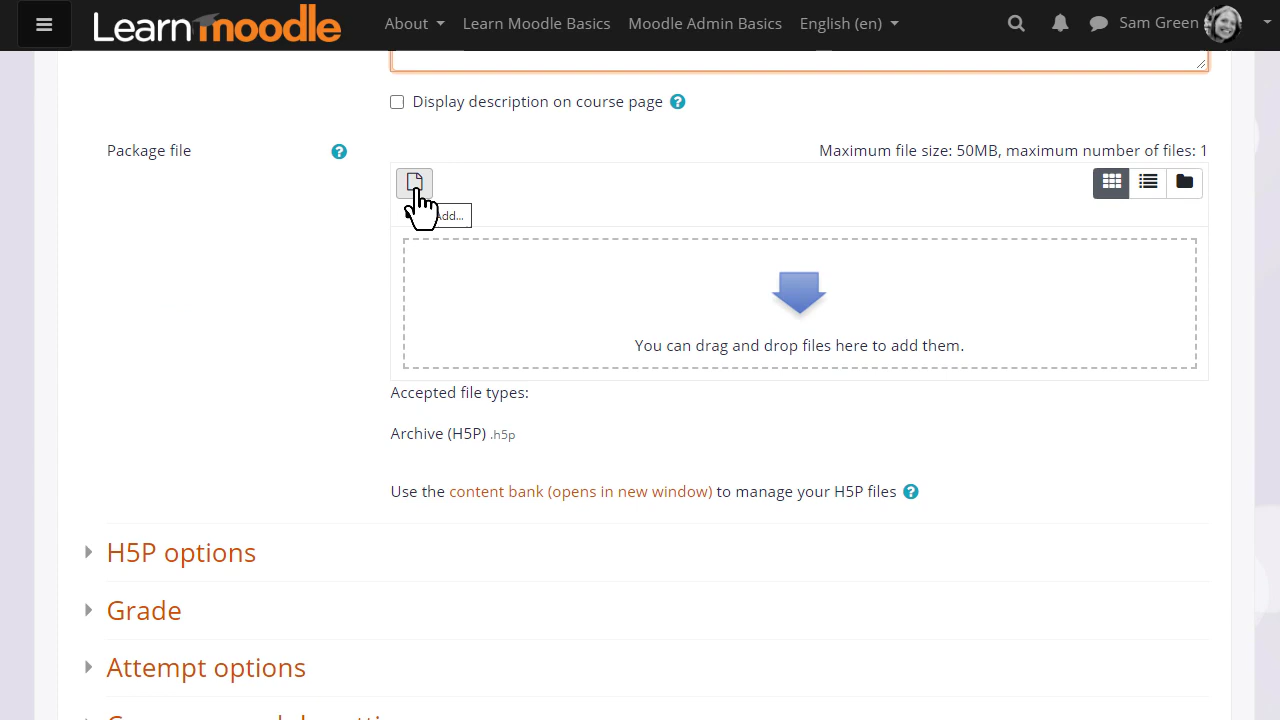 Learn moodle About Learn Moodle Basics Moodle Admin Basics English (en) Sam Green
Display description on course page ?
Package file ? Maximum file size: 50MB, maximum number of files: 1
Add...
You can drag and drop files here to add them.
Accepted file types:
Archive (H5P) .h5p
Use the content bank (opens in new window) to manage your H5P files ?
H5P options
Grade
Attempt options